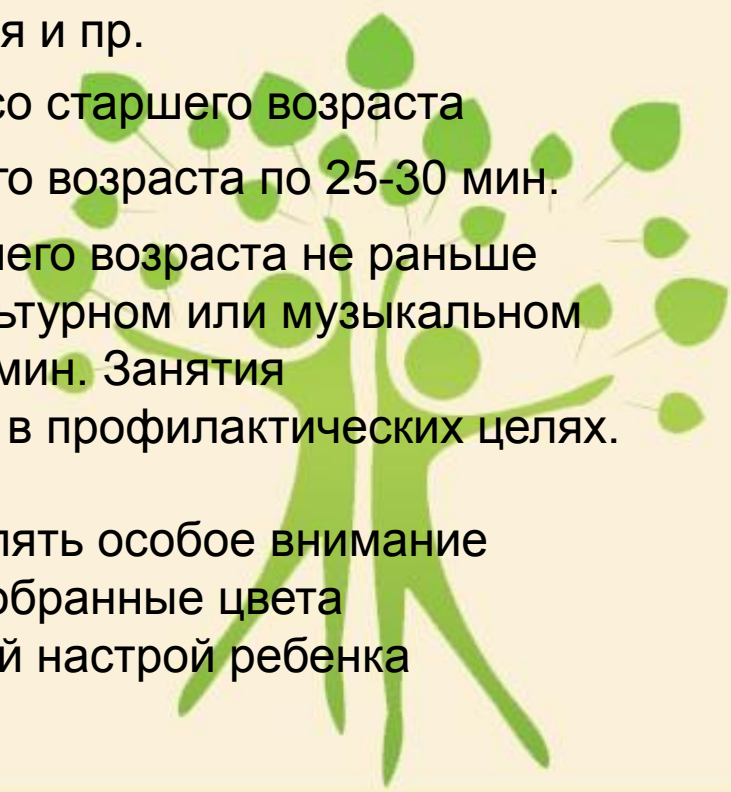 я и пр.
со старшего возраста
го возраста по 25-30 мин.
него возраста не раньше
ьтурном или музыкальном
мин. Занятия
в профилактических целях.
лять особое внимание
обранные цвета
й настрой ребенка